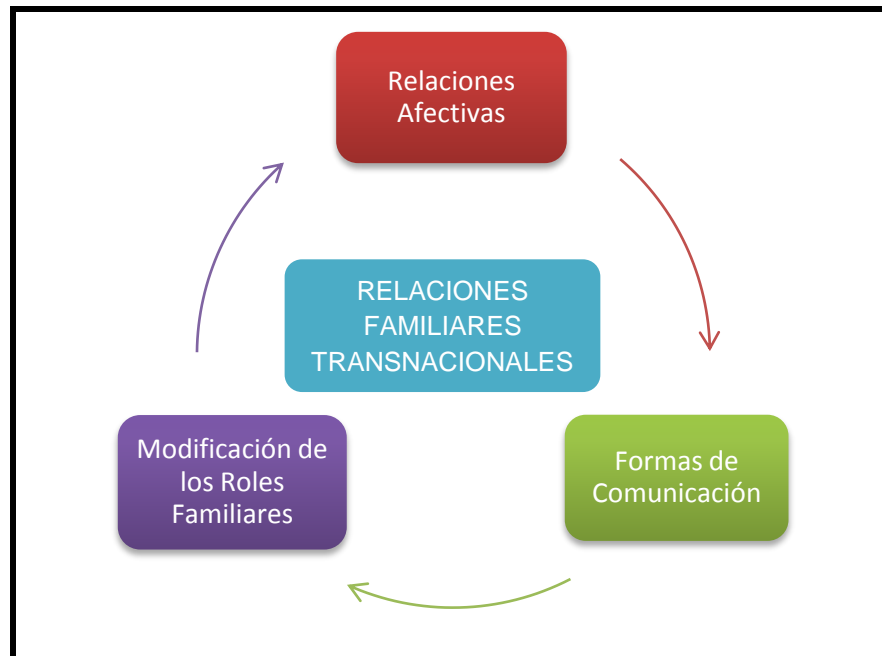 Relaciones
Afectivas
RELACIONES
FAMILIARES
TRANSNACIONALES
Modificación de
los Roles
Familiares
Formas de
Comunicación